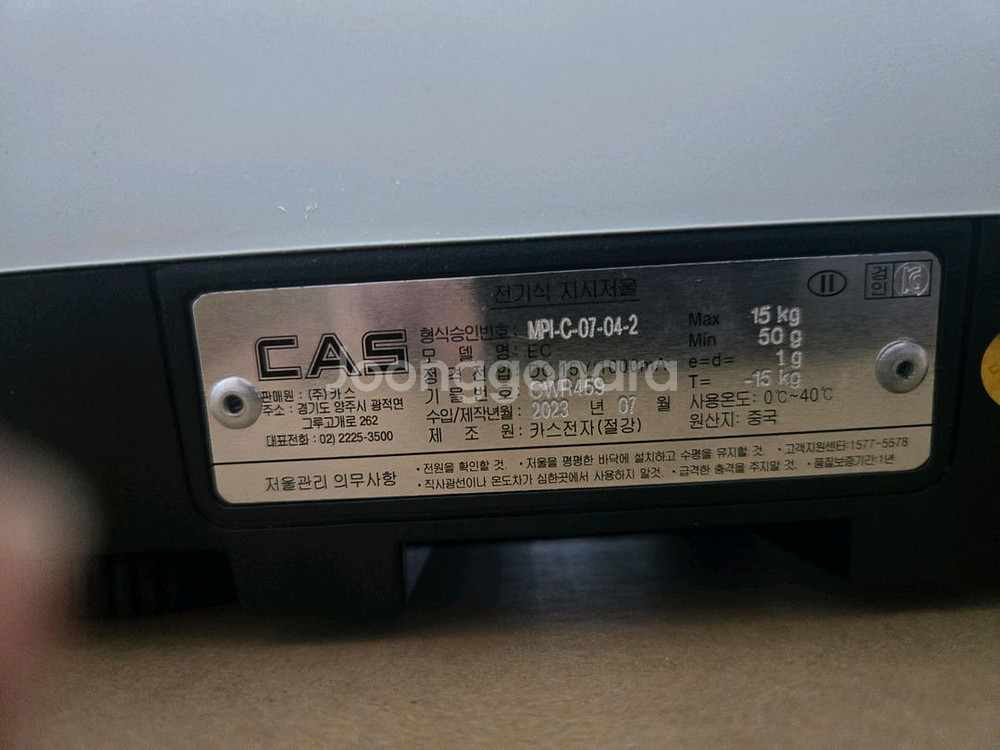 전기식 지시저울
검인
CAS
형식승인번호: MPI-C-07-04-2
모델명: EC
정격전원: DC 15V 1000mA
기물번호: CWR459
수입/제작년월: 2023 년 07 월
제조원: 카스전자(절강)
Max 15 kg
Min 50 g
e=d= 1 g
T= -15 kg
사용온도: 0℃~40℃
원산지: 중국
판매원: (주)카스
주소: 경기도 양주시 광적면
그루고개로 262
대표전화: 02) 2225-3500
저울관리 의무사항
·전원을 확인할 것. ·저울을 평평한 바닥에 설치하고 수평을 유지할 것. ·고객지원센터:1577-5578
·직사광선이나 온도차가 심한곳에서 사용하지 말것. ·급격한 충격을 주지말 것. ·품질보증기간:1년
Joonggonara